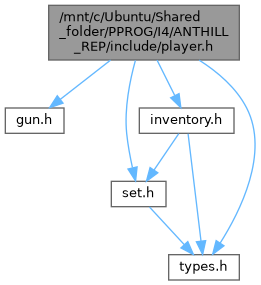 /mnt/c/Ubuntu/Shared
_folder/PPROG/I4/ANTHILL
_REP/include/player.h
gun.h
inventory.h
set.h
types.h